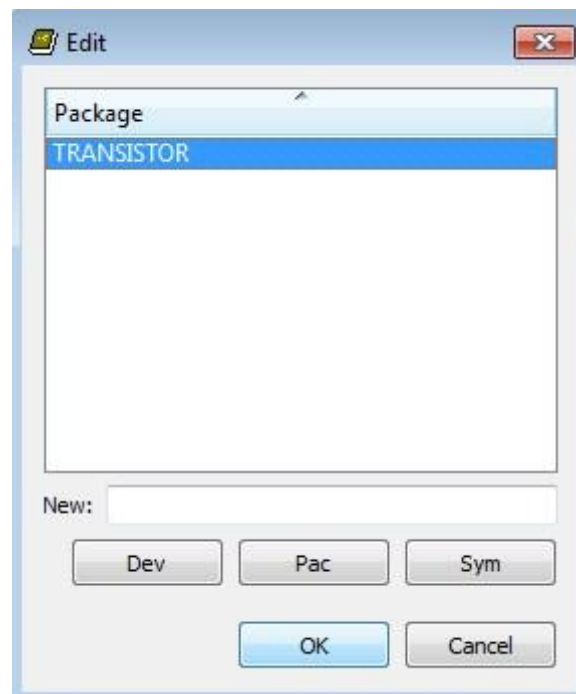 Edit
Package
TRANSISTOR
New:
Dev Pac Sym
OK Cancel